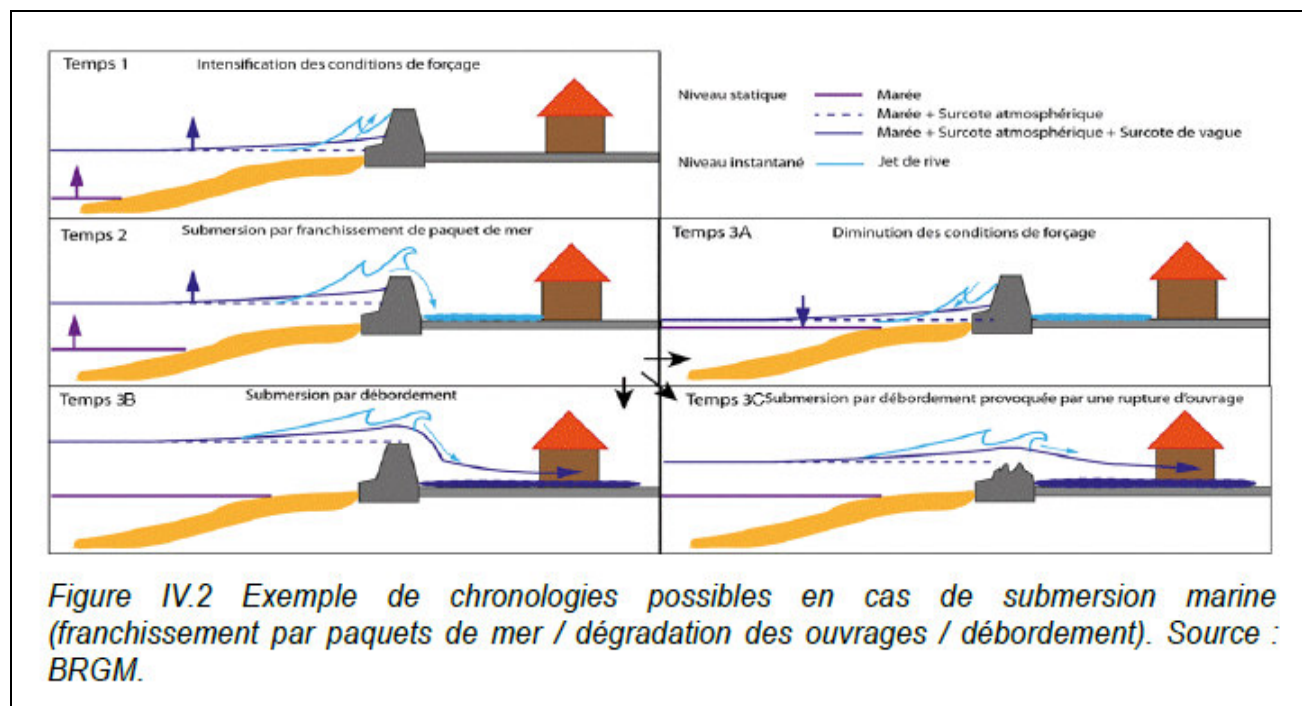 Temps 1 Intensification des conditions de forçage
Niveau statique Marée
Marée + Surcote atmosphérique
Marée + Surcote atmosphérique + Surcote de vague
Niveau instantané Jet de rive
Temps 2 Submersion par franchissement de paquet de mer
Temps 3A Diminution des conditions de forçage
Temps 3B Submersion par débordement
Temps 3C Submersion par débordement provoquée par une rupture d'ouvrage
Figure IV.2 Exemple de chronologies possibles en cas de submersion marine
(franchissement par paquets de mer / dégradation des ouvrages / débordement). Source :
BRGM.